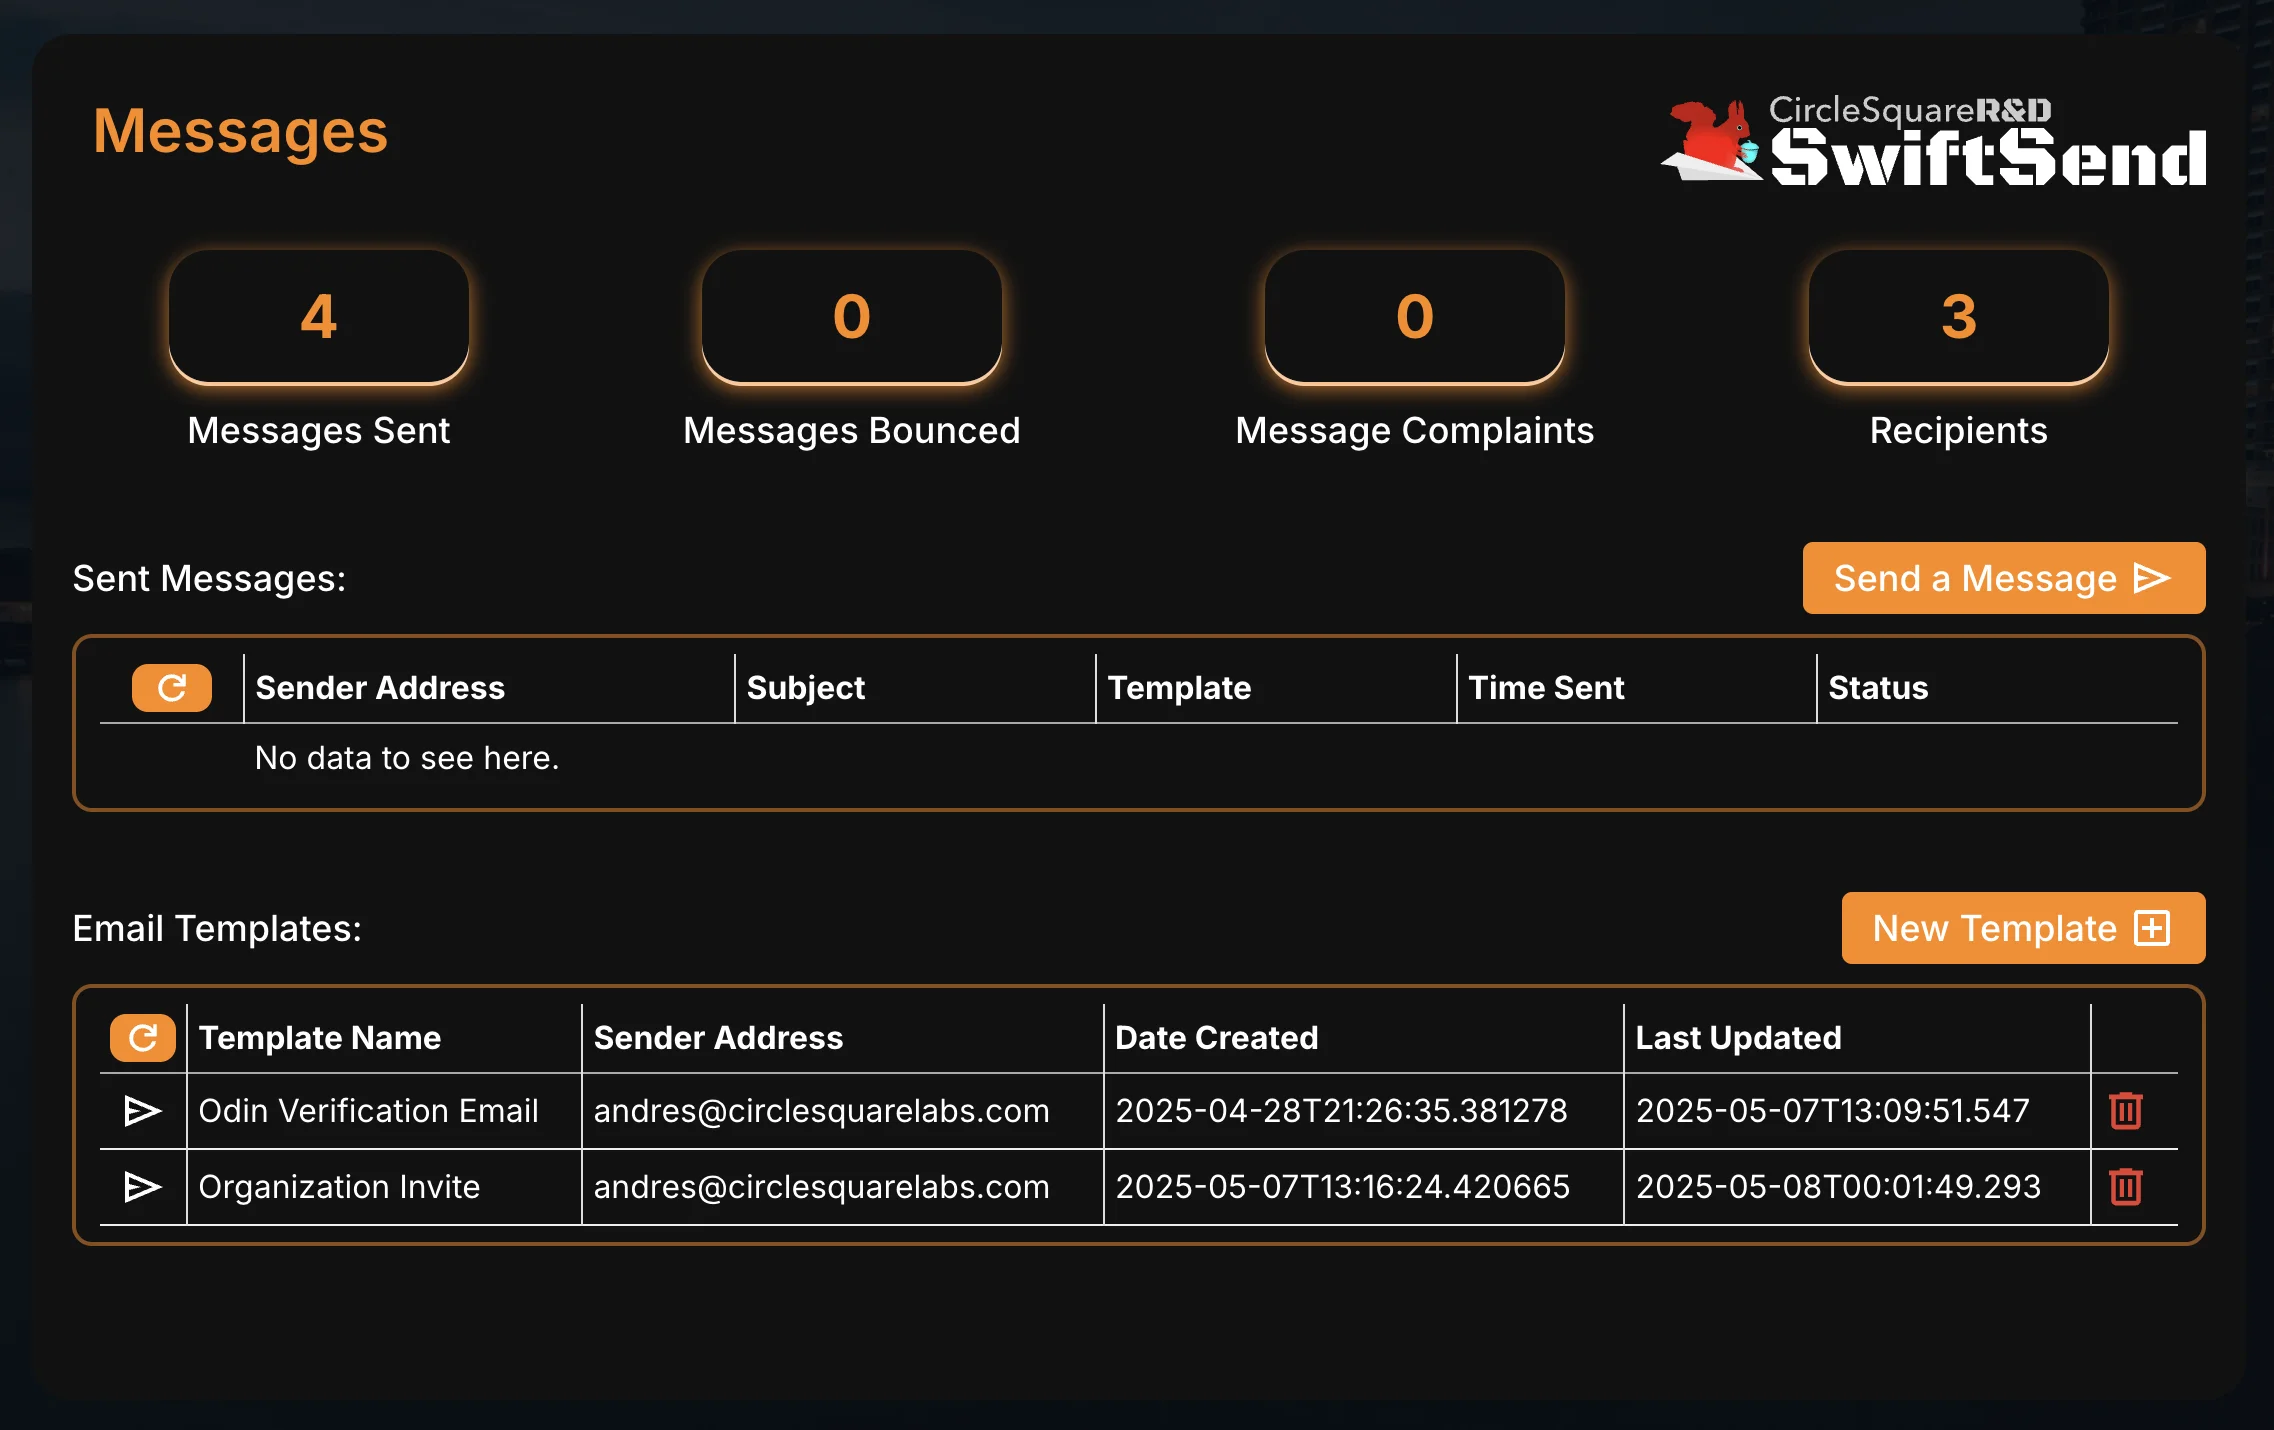 Messages
CircleSquareR&D
SwiftSend
4
0
0
3
Messages Sent
Messages Bounced
Message Complaints
Recipients
Sent Messages:
Send a Message
Sender Address
Subject
Template
Time Sent
Status
No data to see here.
Email Templates:
New Template
Template Name
Sender Address
Date Created
Last Updated
Odin Verification Email
andres@circlesquarelabs.com
2025-04-28T21:26:35.381278
2025-05-07T13:09:51.547
Organization Invite
andres@circlesquarelabs.com
2025-05-07T13:16:24.420665
2025-05-08T00:01:49.293